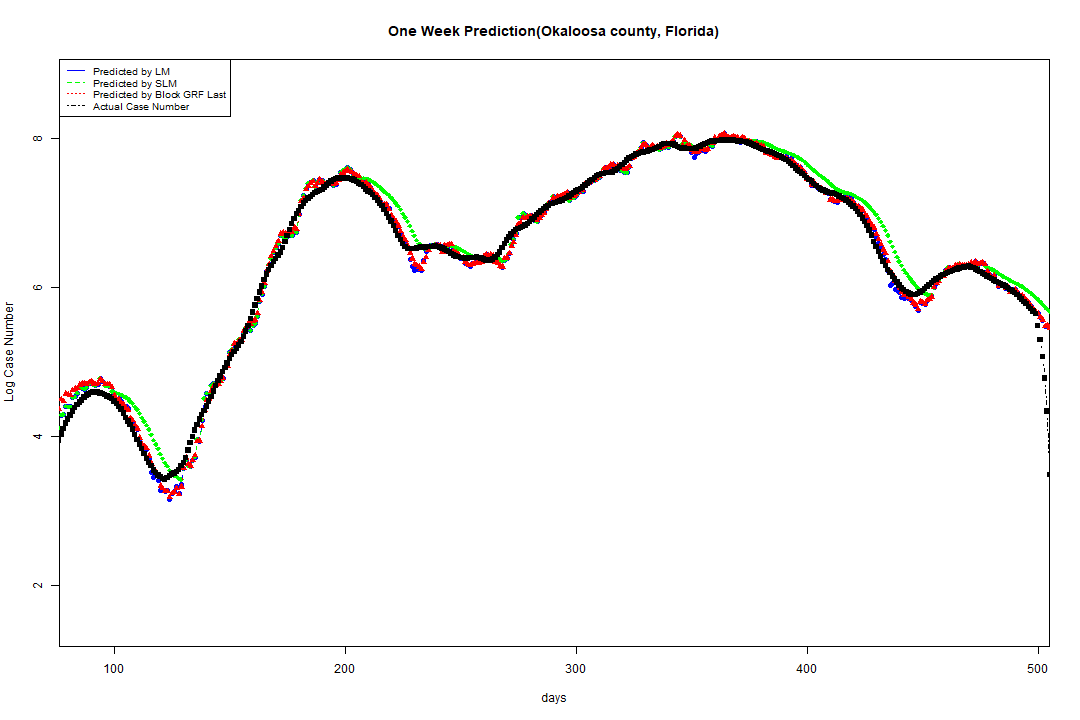 One Week Prediction(Okaloosa county, Florida)
Predicted by LM
Predicted by SLM
Predicted by Block GRF Last
Actual Case Number
8
6
4
2
Log Case Number
100 200 300 400 500
days